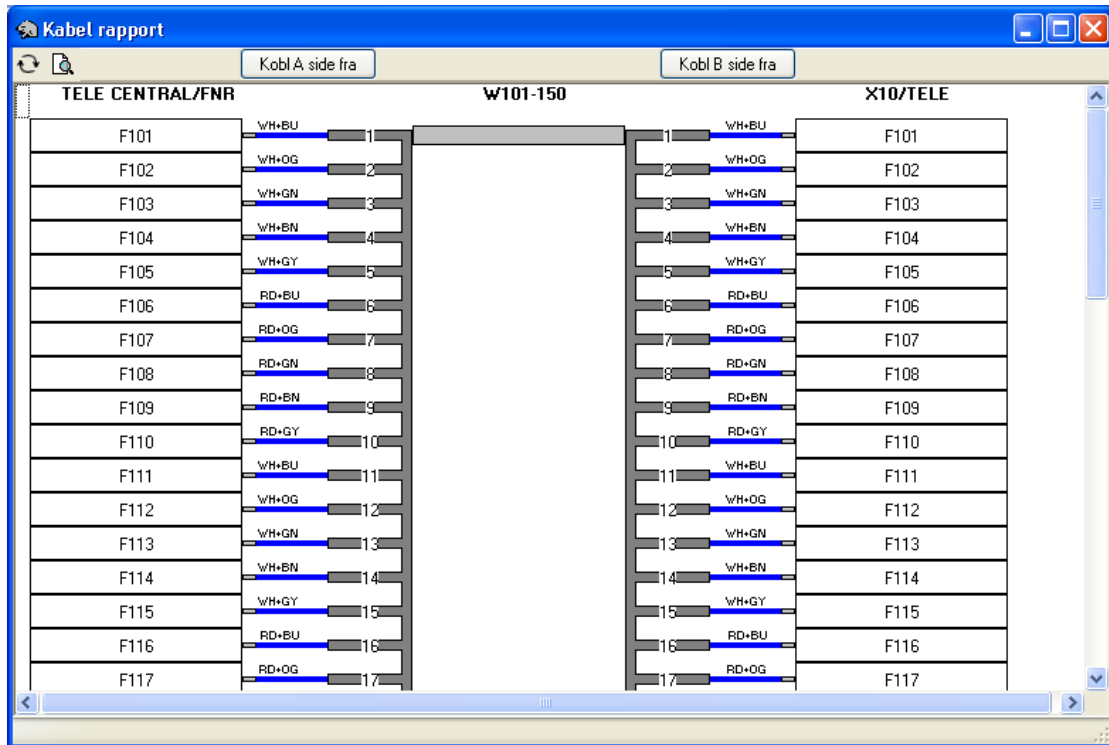 Kabel rapport
Kobl A side fra Kobl B side fra
TELE CENTRAL/FNR W101-150 X10/TELE
F101 WH+BU 1 1 WH+BU F101
F102 WH+OG 2 2 WH+OG F102
F103 WH+GN 3 3 WH+GN F103
F104 WH+BN 4 4 WH+BN F104
F105 WH+GY 5 5 WH+GY F105
F106 RD+BU 6 6 RD+BU F106
F107 RD+OG 7 7 RD+OG F107
F108 RD+GN 8 8 RD+GN F108
F109 RD+BN 9 9 RD+BN F109
F110 RD+GY 10 10 RD+GY F110
F111 WH+BU 11 11 WH+BU F111
F112 WH+OG 12 12 WH+OG F112
F113 WH+GN 13 13 WH+GN F113
F114 WH+BN 14 14 WH+BN F114
F115 WH+GY 15 15 WH+GY F115
F116 RD+BU 16 16 RD+BU F116
F117 RD+OG 17 17 RD+OG F117